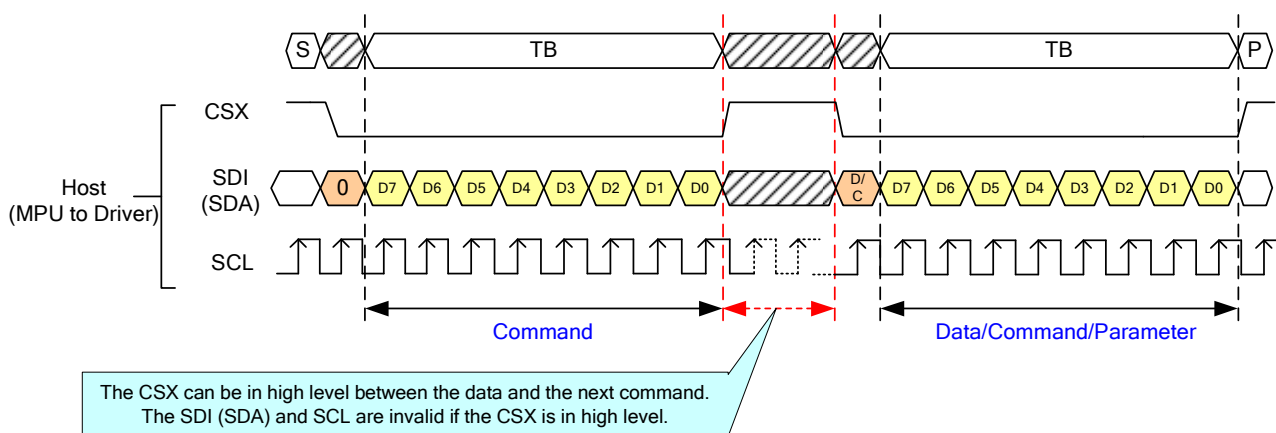 S TB TB P
CSX
SDI
(SDA)
0 D7 D6 D5 D4 D3 D2 D1 D0 D/
C D7 D6 D5 D4 D3 D2 D1 D0
Host
(MPU to Driver)
SCL
Command Data/Command/Parameter
The CSX can be in high level between the data and the next command.
The SDI (SDA) and SCL are invalid if the CSX is in high level.